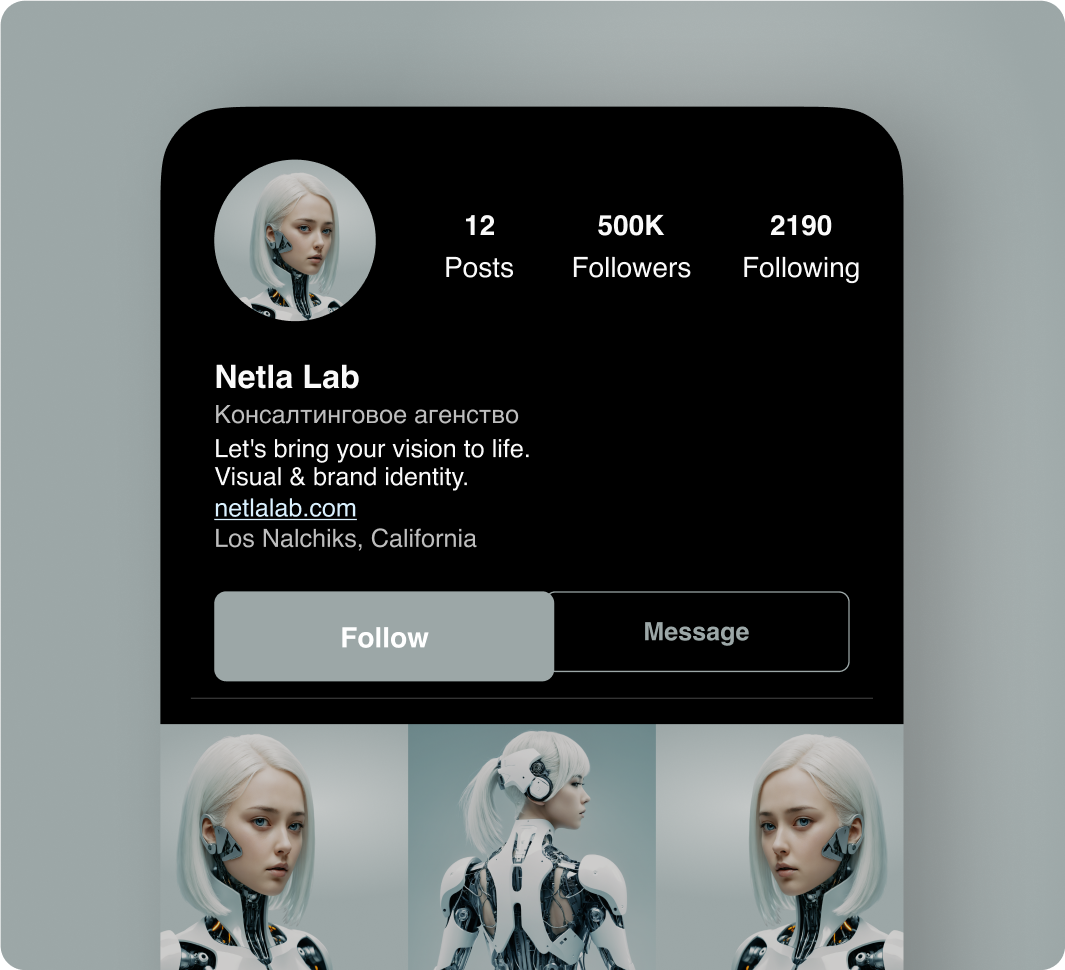 12 500K 2190
Posts Followers Following
Netla Lab
Консалтинговое агенство
Let's bring your vision to life.
Visual & brand identity.
netlalab.com
Los Nalchiks, California
Follow Message